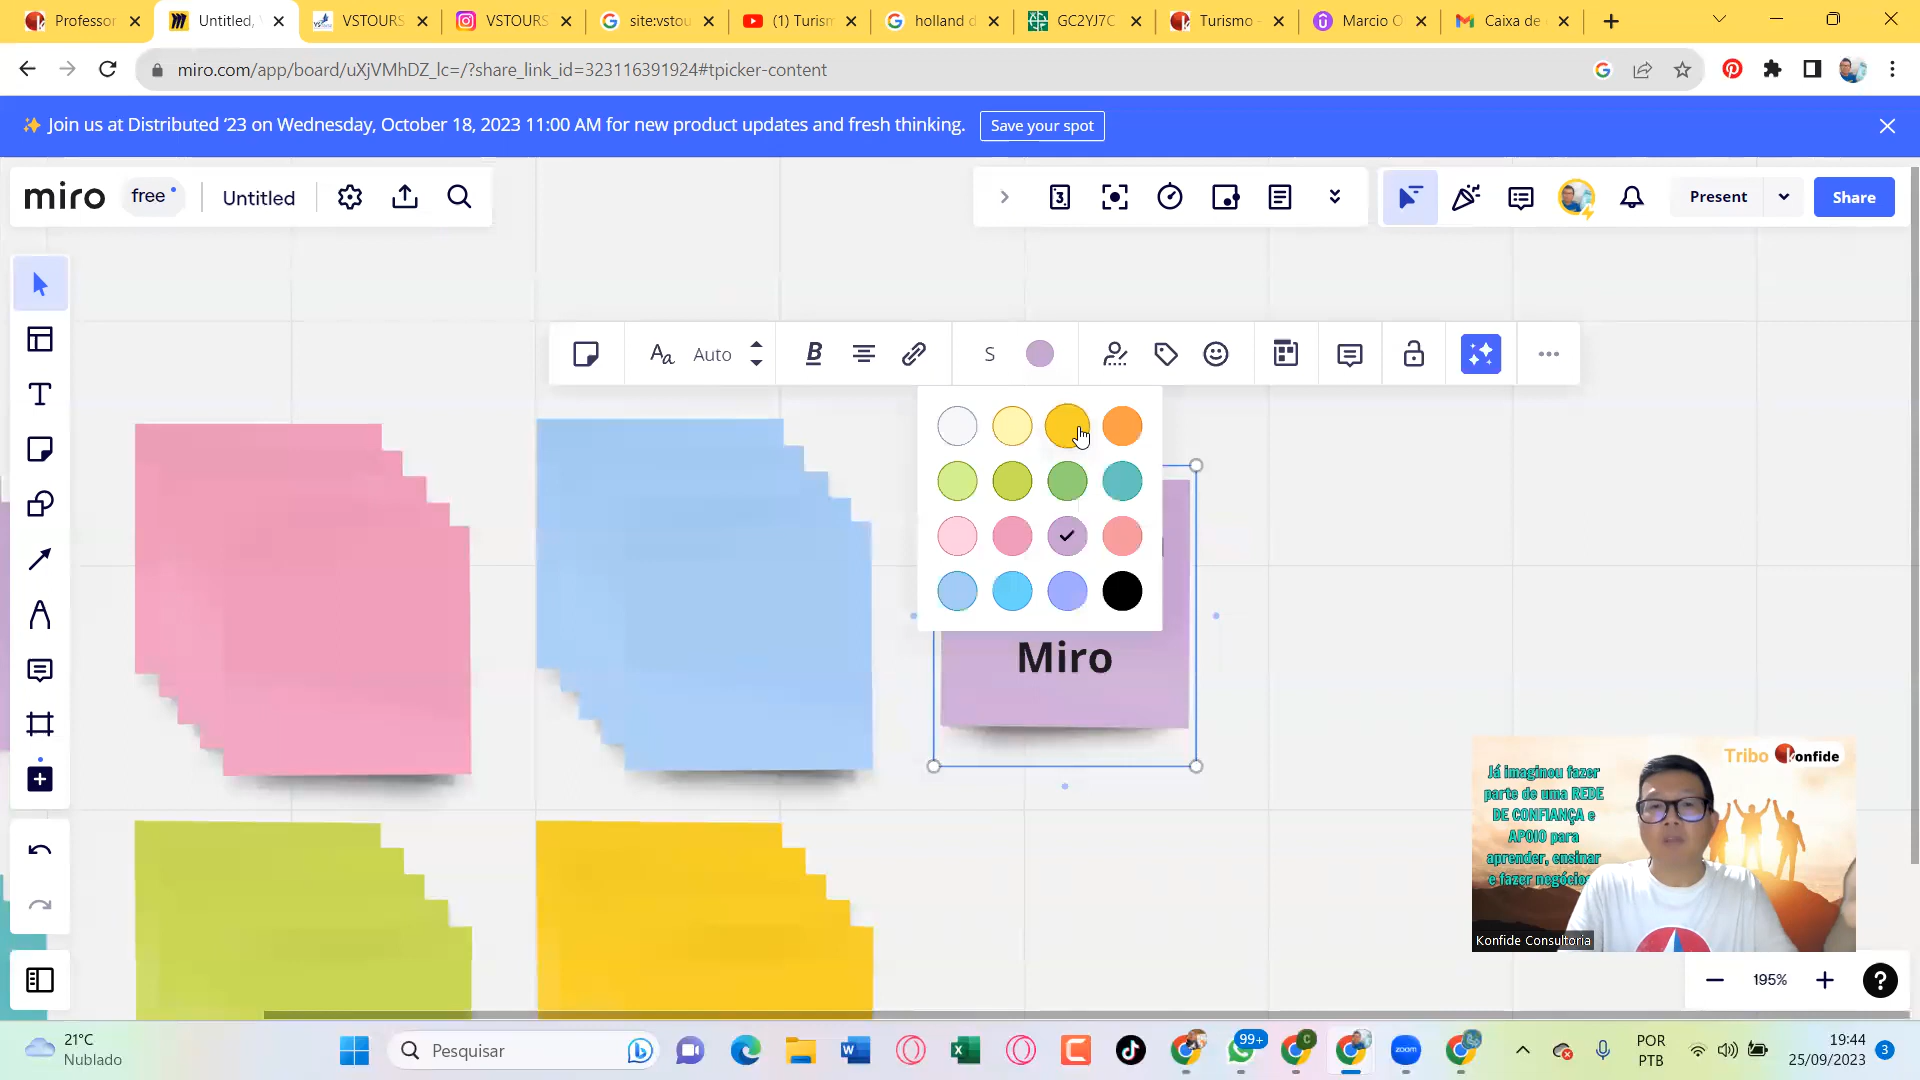 Professor
Untitled,
VSTOURS
VSTOURS
site:vstou
(1) Turism
holland d
GC2YJ7C
Turismo -
Marcio O
Caixa de
miro.com/app/board/uXjVMhDZ_lc=/?share_link_id=323116391924#tpicker-content
✨ Join us at Distributed '23 on Wednesday, October 18, 2023 11:00 AM for new product updates and fresh thinking.
Save your spot
miro
free
Untitled
Present
Share
Auto
B
S
Miro
Tribo Konfide
Já imaginou fazer
parte de uma REDE
DE CONFIANÇA e
APOIO para
aprender, ensinar
e fazer negócios
Konfide Consultoria
195%
21°C
Nublado
Pesquisar
99+
zoom
POR
PTB
19:44
25/09/2023
3